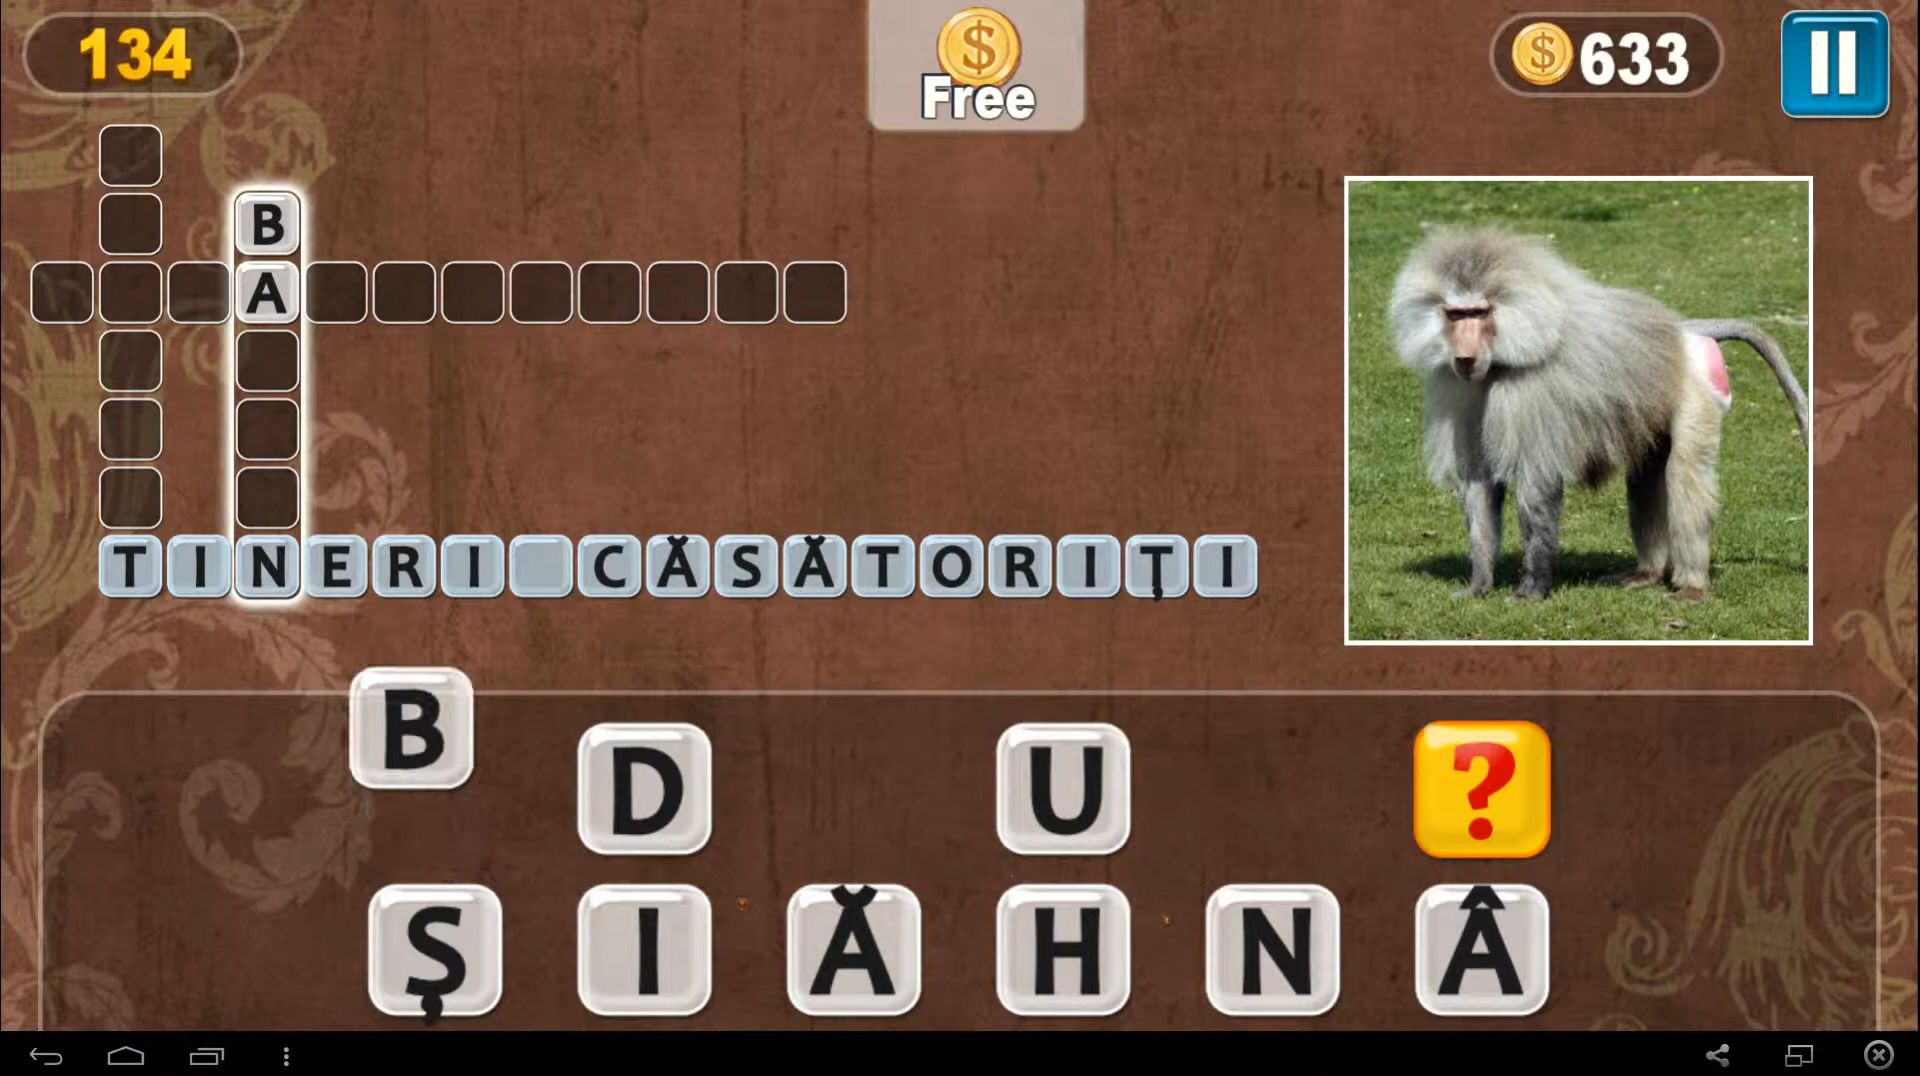 134
Free
633
B
A
TINERI CĂSĂTORIȚI
B
D U ?
Ș I Ă H N Â